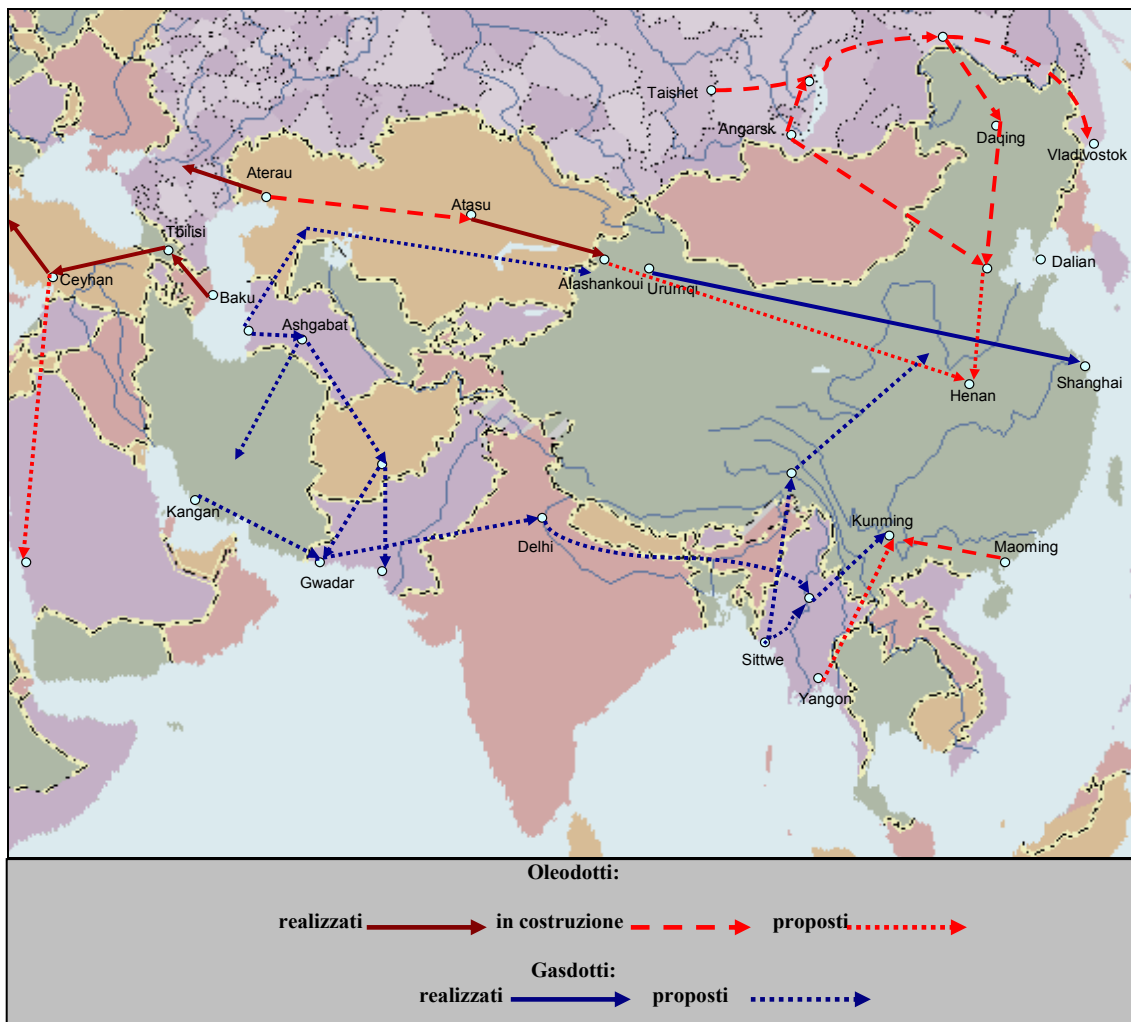 Taishet
Angarsk
Daqing
Vladivostok
Aterau
Atasu
Tbilisi
Ceyhan
Baku
Alashankoui
Urumqi
Dalian
Ashgabat
Shanghai
Henan
Kangan
Gwadar
Delhi
Kunming
Maoming
Sittwe
Yangon
Oleodotti:
realizzati in costruzione proposti
Gasdotti:
realizzati proposti